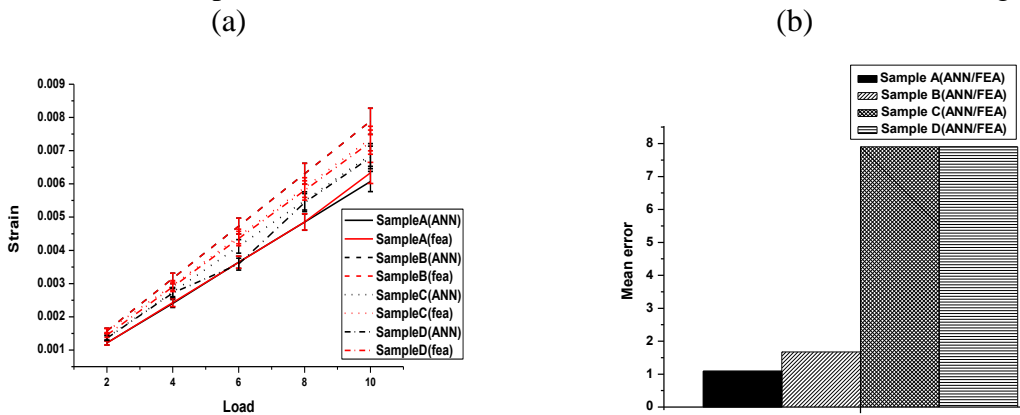 (a)
(b)
0.009
0.008
0.007
0.006
0.005
0.004
0.003
0.002
0.001
Strain
2 4 6 8 10
Load
SampleA(ANN)
SampleA(fea)
SampleB(ANN)
SampleB(fea)
SampleC(ANN)
SampleC(fea)
SampleD(ANN)
SampleD(fea)
Sample A(ANN/FEA)
Sample B(ANN/FEA)
Sample C(ANN/FEA)
Sample D(ANN/FEA)
8
7
6
5
4
3
2
1
0
Mean error